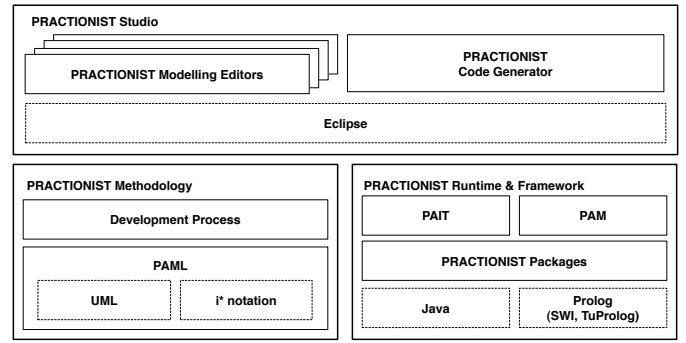 PRACTIONIST Studio
PRACTIONIST Modelling Editors
PRACTIONIST
Code Generator
Eclipse
PRACTIONIST Methodology
Development Process
PAML
UML
i* notation
PRACTIONIST Runtime & Framework
PAIT
PAM
PRACTIONIST Packages
Java
Prolog
(SWI, TuProlog)